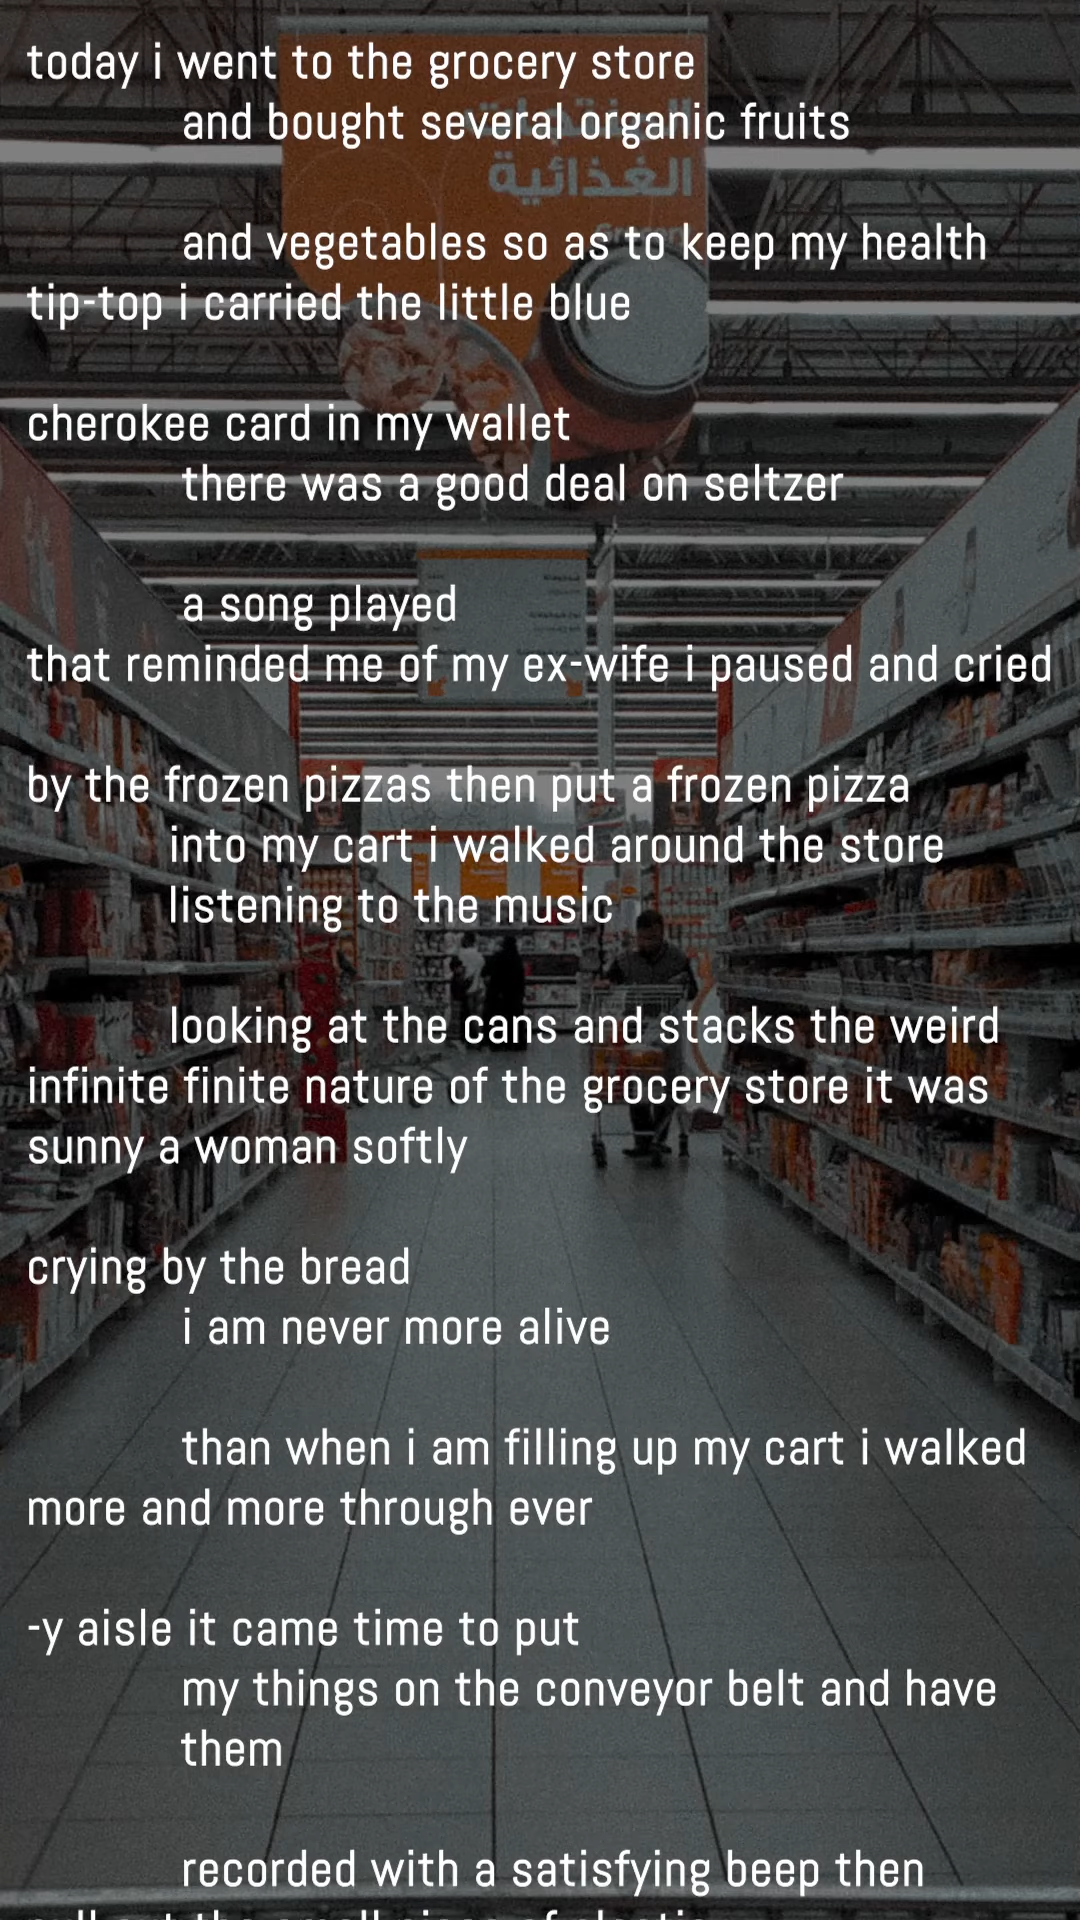 today i went to the grocery store
and bought several organic fruits
and vegetables so as to keep my health
tip-top i carried the little blue
cherokee card in my wallet
there was a good deal on seltzer
a song played
that reminded me of my ex-wife i paused and cried
by the frozen pizzas then put a frozen pizza
into my cart i walked around the store
listening to the music
looking at the cans and stacks the weird
infinite finite nature of the grocery store it was
sunny a woman softly
crying by the bread
i am never more alive
than when i am filling up my cart i walked
more and more through ever
-y aisle it came time to put
my things on the conveyor belt and have
them
recorded with a satisfying beep then
المنتجات
الغذائية